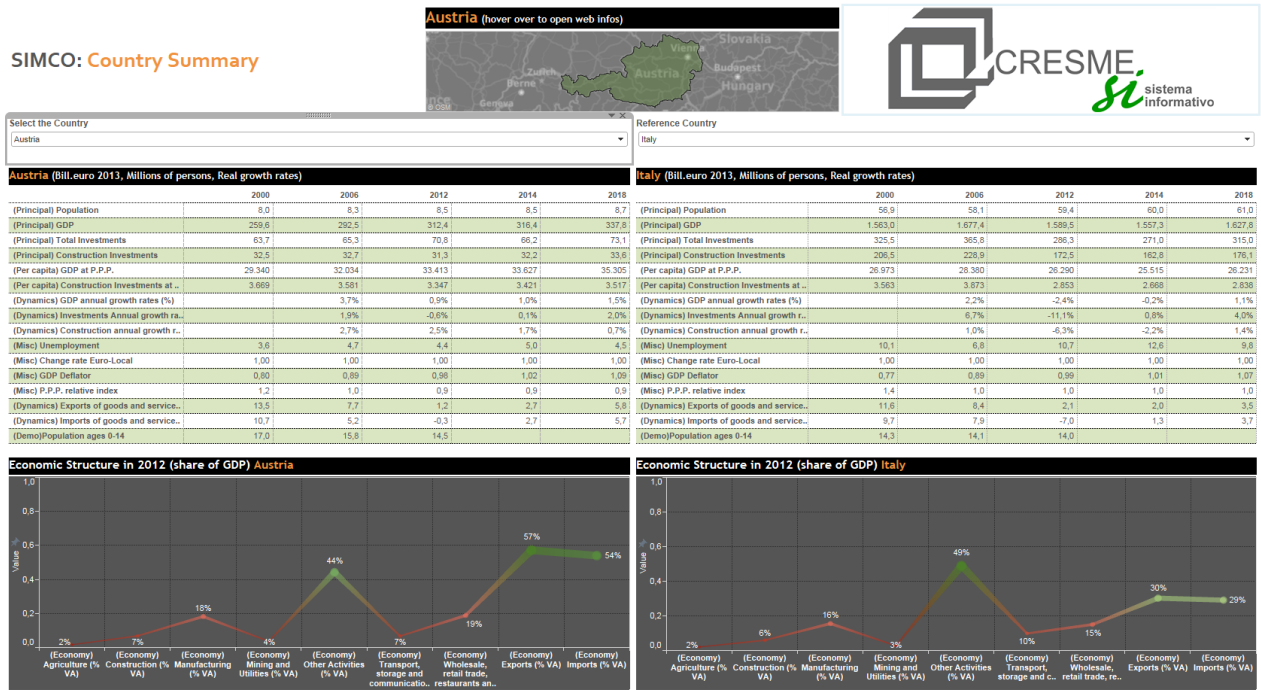 Austria (hover over to open web infos)
Slovakia
Vienna
Zurich
Austria
Budapest
Berne
Hungary
Geneva
© OSM
SIMCO: Country Summary
CRESME
si sistema
informativo
Select the Country
Austria
Reference Country
Italy
Austria (Bill.euro 2013, Millions of persons, Real growth rates)
2000 2006 2012 2014 2018
(Principal) Population 8,0 8,3 8,5 8,5 8,7
(Principal) GDP 259,6 292,5 312,4 316,4 337,8
(Principal) Total Investments 63,7 65,3 70,8 66,2 73,1
(Principal) Construction Investments 32,5 32,7 31,3 32,2 33,6
(Per capita) GDP at P.P.P. 29.340 32.034 33.413 33.627 35.305
(Per capita) Construction Investments at .. 3.669 3.581 3.347 3.421 3.517
(Dynamics) GDP annual growth rates (%) 3,7% 0,9% 1,0% 1,5%
(Dynamics) Investments Annual growth ra.. 1,9% -0,6% 0,1% 2,0%
(Dynamics) Construction annual growth r.. 2,7% 2,5% 1,7% 0,7%
(Misc) Unemployment 3,6 4,7 4,4 5,0 4,5
(Misc) Change rate Euro-Local 1,00 1,00 1,00 1,00 1,00
(Misc) GDP Deflator 0,80 0,89 0,98 1,02 1,09
(Misc) P.P.P. relative index 1,2 1,0 0,9 0,9 0,9
(Dynamics) Exports of goods and service.. 13,5 7,7 1,2 2,7 5,8
(Dynamics) Imports of goods and service.. 10,7 5,2 -0,3 2,7 5,7
(Demo)Population ages 0-14 17,0 15,8 14,5
Italy (Bill.euro 2013, Millions of persons, Real growth rates)
2000 2006 2012 2014 2018
(Principal) Population 56,9 58,1 59,4 60,0 61,0
(Principal) GDP 1.563,0 1.677,4 1.589,5 1.557,3 1.627,8
(Principal) Total Investments 325,5 365,8 286,3 271,0 315,0
(Principal) Construction Investments 206,5 228,9 172,5 162,8 176,1
(Per capita) GDP at P.P.P. 26.973 28.380 26.290 25.515 26.231
(Per capita) Construction Investments at .. 3.563 3.873 2.853 2.668 2.838
(Dynamics) GDP annual growth rates (%) 2,2% -2,4% -0,2% 1,1%
(Dynamics) Investments Annual growth r.. 6,7% -11,1% 0,8% 4,0%
(Dynamics) Construction annual growth r.. 1,0% -6,3% -2,2% 1,4%
(Misc) Unemployment 10,1 6,8 10,7 12,6 9,8
(Misc) Change rate Euro-Local 1,00 1,00 1,00 1,00 1,00
(Misc) GDP Deflator 0,77 0,89 0,99 1,01 1,07
(Misc) P.P.P. relative index 1,4 1,0 1,0 1,0 1,0
(Dynamics) Exports of goods and service.. 11,6 8,4 2,1 2,0 3,5
(Dynamics) Imports of goods and service.. 9,7 7,9 -7,0 1,3 3,7
(Demo)Population ages 0-14 14,3 14,1 14,0
Economic Structure in 2012 (share of GDP) Austria
Value
1,0
0,8
0,6
0,4
0,2
0,0
2% 7% 18% 4% 44% 7% 19% 57% 54%
(Economy) (Economy) (Economy) (Economy) (Economy) (Economy) (Economy) (Economy) (Economy)
Agriculture (% Construction (% Manufacturing Mining and Other Activities Transport, Wholesale, Exports (% VA) Imports (% VA)
VA) VA) (% VA) Utilities (% VA) (% VA) storage and retail trade,
communicatio.. restaurants an..
Economic Structure in 2012 (share of GDP) Italy
Value
1,0
0,8
0,6
0,4
0,2
0,0
2% 6% 16% 3% 49% 10% 15% 30% 29%
(Economy) (Economy) (Economy) (Economy) (Economy) (Economy) (Economy) (Economy) (Economy)
Agriculture (% Construction (% Manufacturing Mining and Other Activities Transport, Wholesale, Exports (% VA) Imports (% VA)
VA) VA) (% VA) Utilities (% VA) (% VA) storage and c.. retail trade, re..